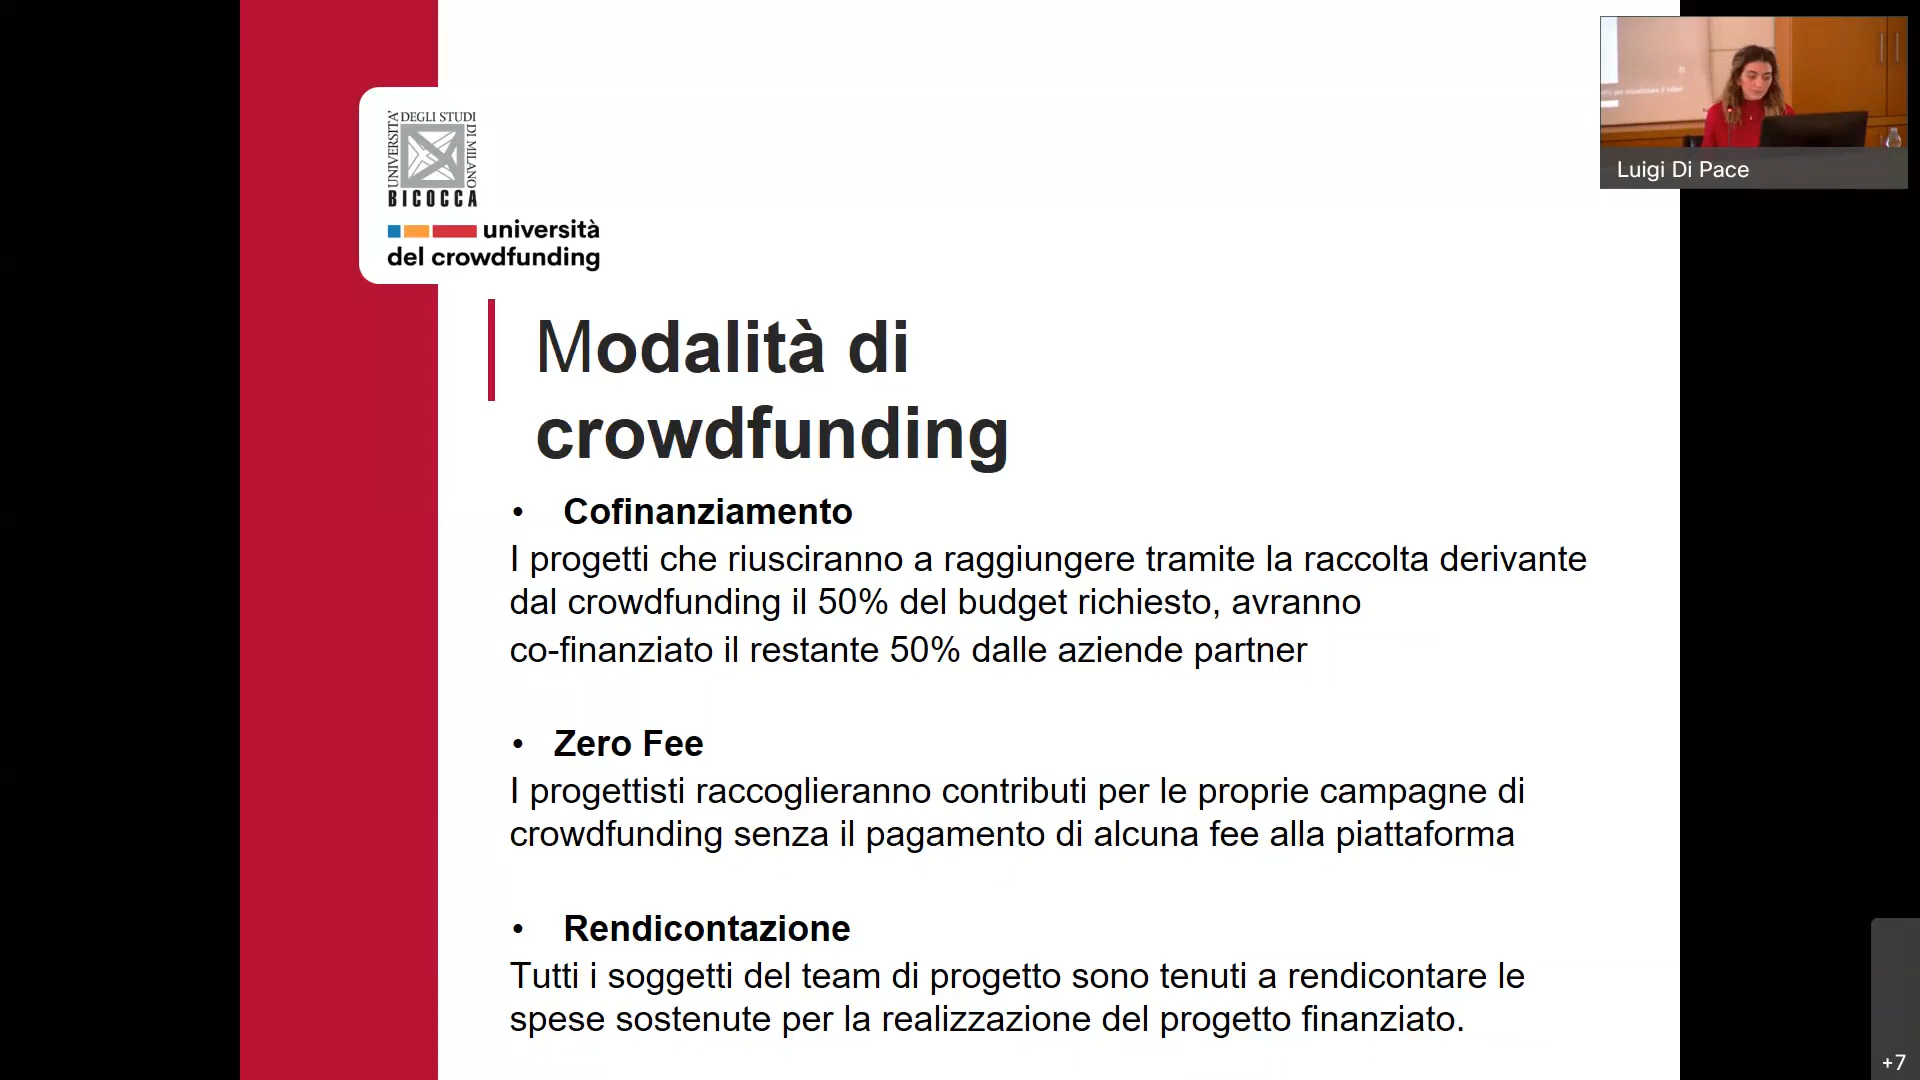 UNIVERSITA'
DEGLI STUDI
DI MILANO
BICOCCA
università
del crowdfunding
Luigi Di Pace
Modalità di
crowdfunding
• Cofinanziamento
I progetti che riusciranno a raggiungere tramite la raccolta derivante
dal crowdfunding il 50% del budget richiesto, avranno
co-finanziato il restante 50% dalle aziende partner
• Zero Fee
I progettisti raccoglieranno contributi per le proprie campagne di
crowdfunding senza il pagamento di alcuna fee alla piattaforma
• Rendicontazione
Tutti i soggetti del team di progetto sono tenuti a rendicontare le
spese sostenute per la realizzazione del progetto finanziato.
+7